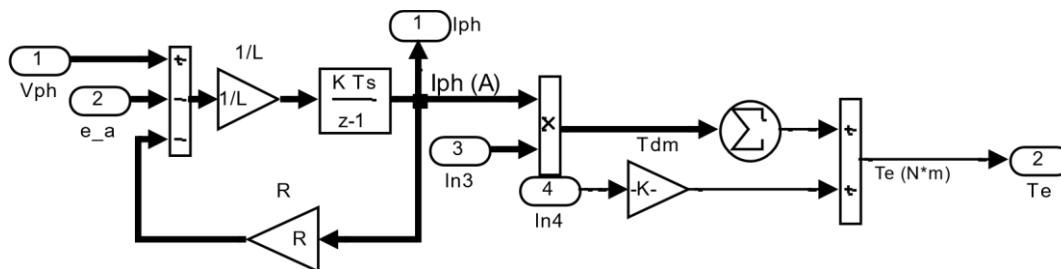 1
Iph
1
Vph
2
e_a
+
-
-
1/L
1/L
K Ts
z-1
Iph (A)
3
In3
x
4
In4
Tdm
-K-
+
+
Te (N*m)
2
Te
R
R